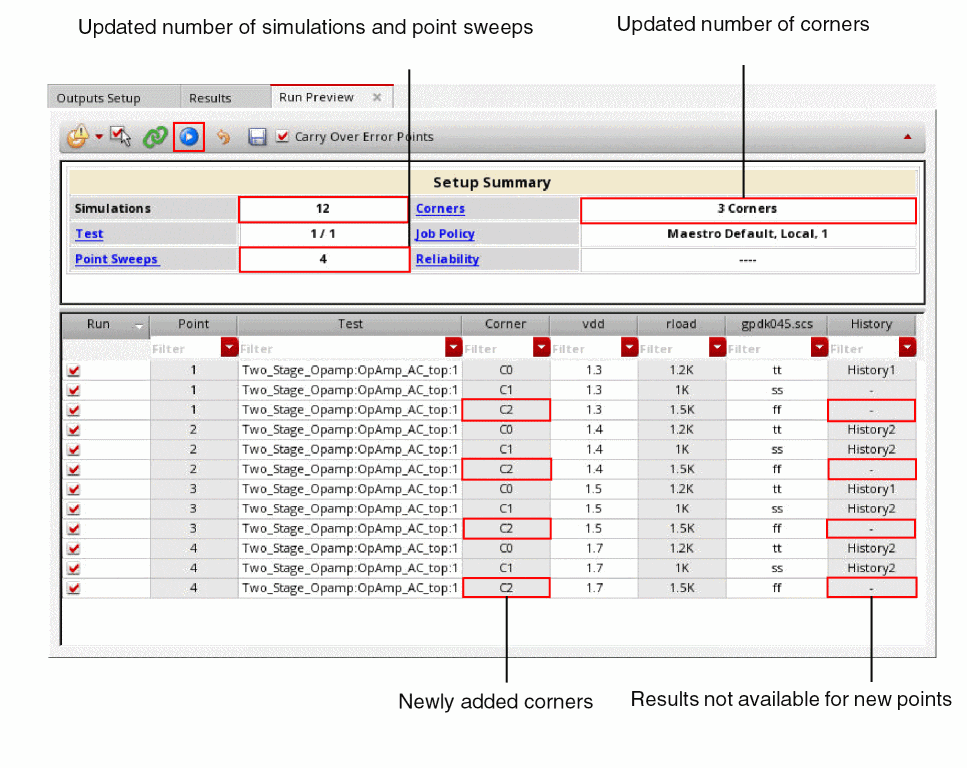 Updated number of simulations and point sweeps
Updated number of corners
Outputs Setup Results Run Preview
Carry Over Error Points
Setup Summary
Simulations 12 Corners 3 Corners
Test 1 / 1 Job Policy Maestro Default, Local, 1
Point Sweeps 4 Reliability ----
Run Point Test Corner vdd rload gpdk045.scs History
Filter Filter Filter Filter Filter Filter Filter
1 Two_Stage_Opamp:OpAmp_AC_top:1 C0 1.3 1.2K tt History1
1 Two_Stage_Opamp:OpAmp_AC_top:1 C1 1.3 1K ss -
1 Two_Stage_Opamp:OpAmp_AC_top:1 C2 1.3 1.5K ff -
2 Two_Stage_Opamp:OpAmp_AC_top:1 C0 1.4 1.2K tt History2
2 Two_Stage_Opamp:OpAmp_AC_top:1 C1 1.4 1K ss History2
2 Two_Stage_Opamp:OpAmp_AC_top:1 C2 1.4 1.5K ff -
3 Two_Stage_Opamp:OpAmp_AC_top:1 C0 1.5 1.2K tt History1
3 Two_Stage_Opamp:OpAmp_AC_top:1 C1 1.5 1K ss History2
3 Two_Stage_Opamp:OpAmp_AC_top:1 C2 1.5 1.5K ff -
4 Two_Stage_Opamp:OpAmp_AC_top:1 C0 1.7 1.2K tt History2
4 Two_Stage_Opamp:OpAmp_AC_top:1 C1 1.7 1K ss History2
4 Two_Stage_Opamp:OpAmp_AC_top:1 C2 1.7 1.5K ff -
Newly added corners
Results not available for new points